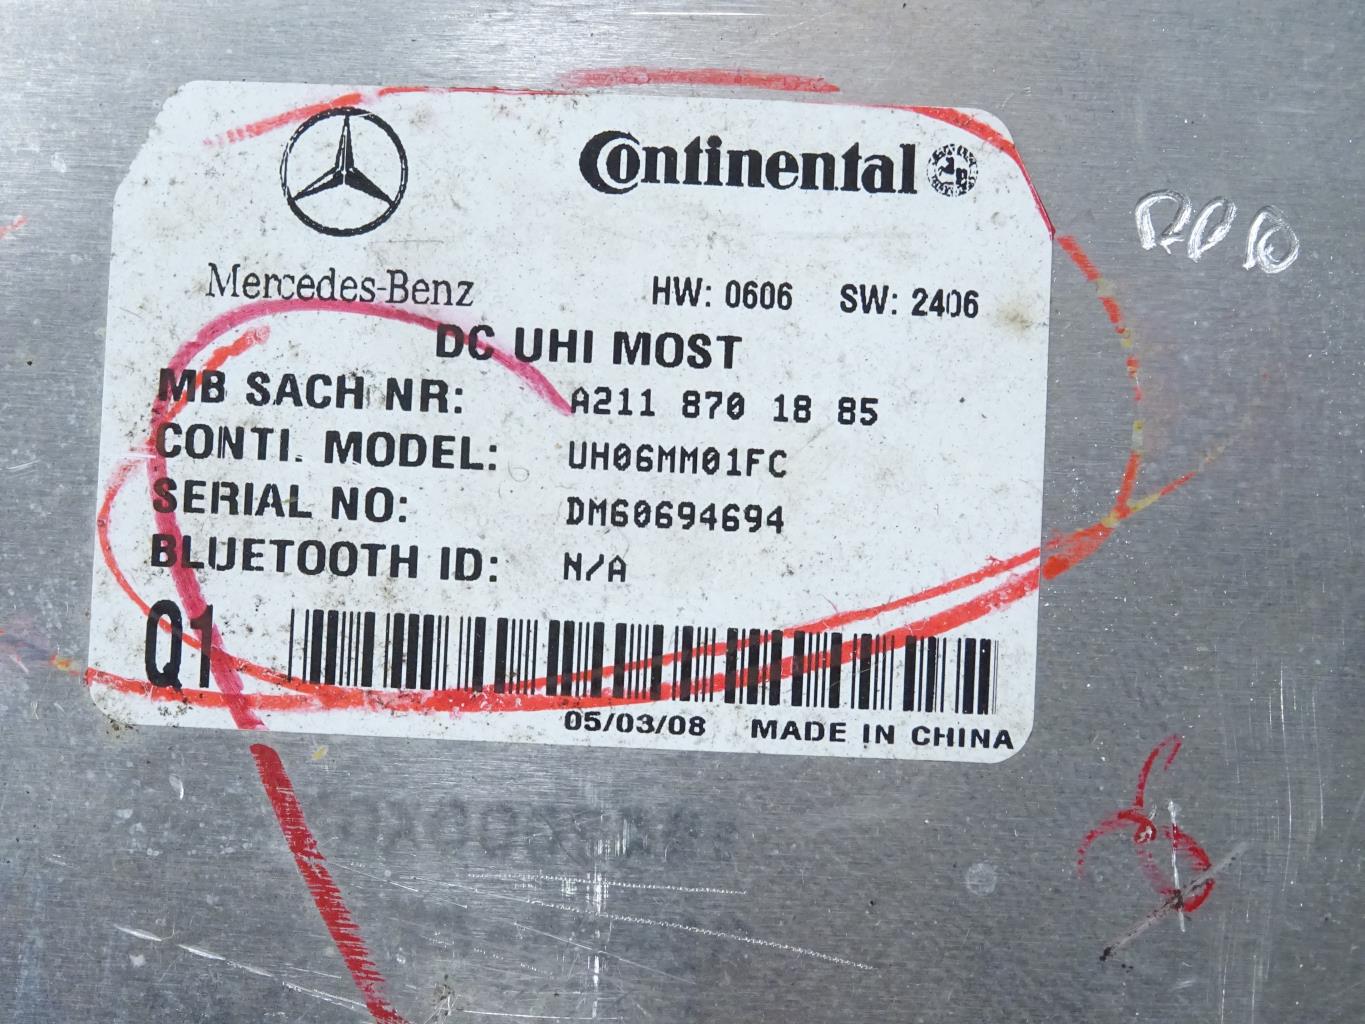 Continental
Mercedes-Benz
HW: 0606 SW: 2406
DC UHI MOST
MB SACH NR: A211 870 18 85
CONTI. MODEL: UH06MM01FC
SERIAL NO: DM60694694
BLUETOOTH ID: N/A
Q1
05/03/08 MADE IN CHINA